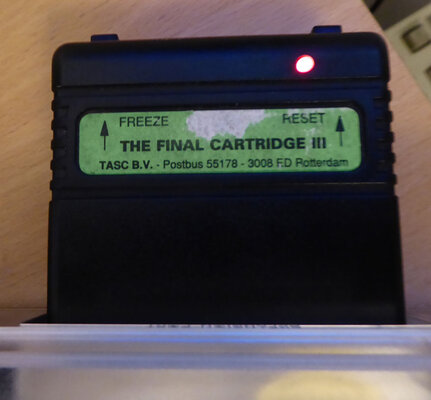 FREEZE RESET
THE FINAL CARTRIDGE III
TASC B.V. - Postbus 55178 - 3008 FD Rotterdam